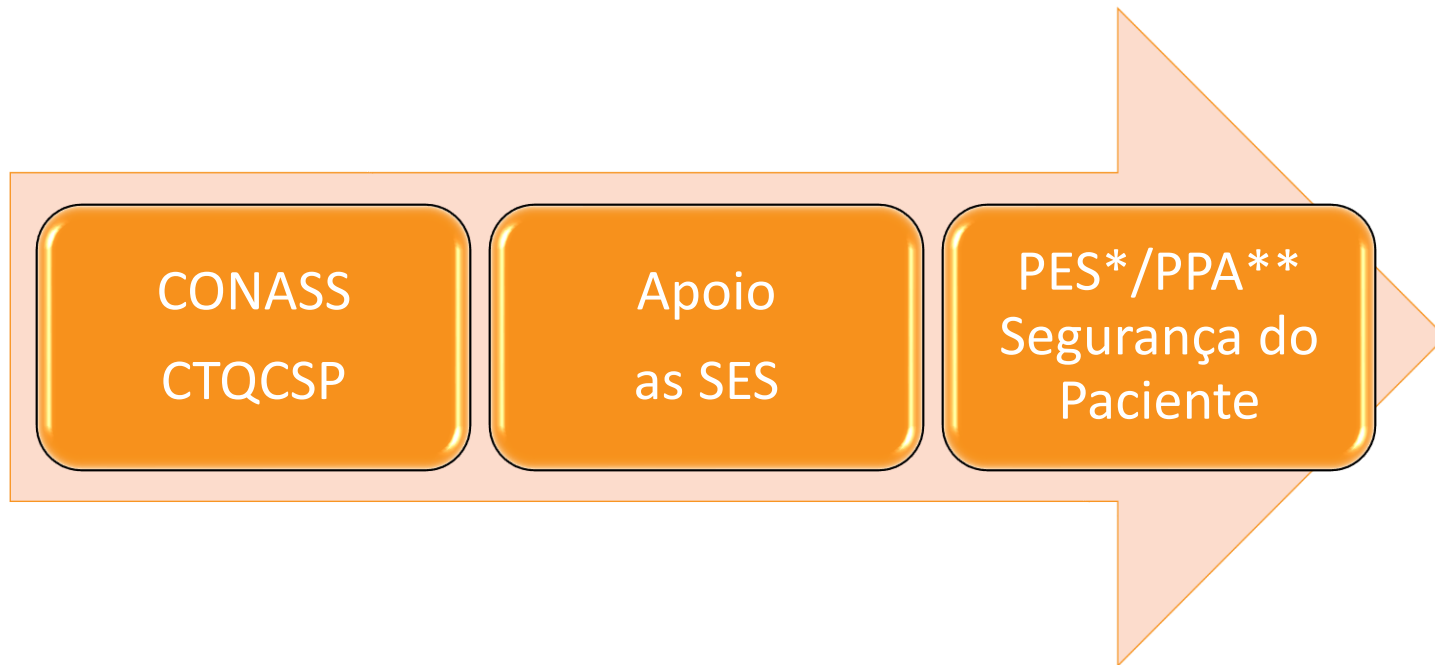 CONASS
CTQCSP
Apoio
as SES
PES*/PPA**
Segurança do
Paciente